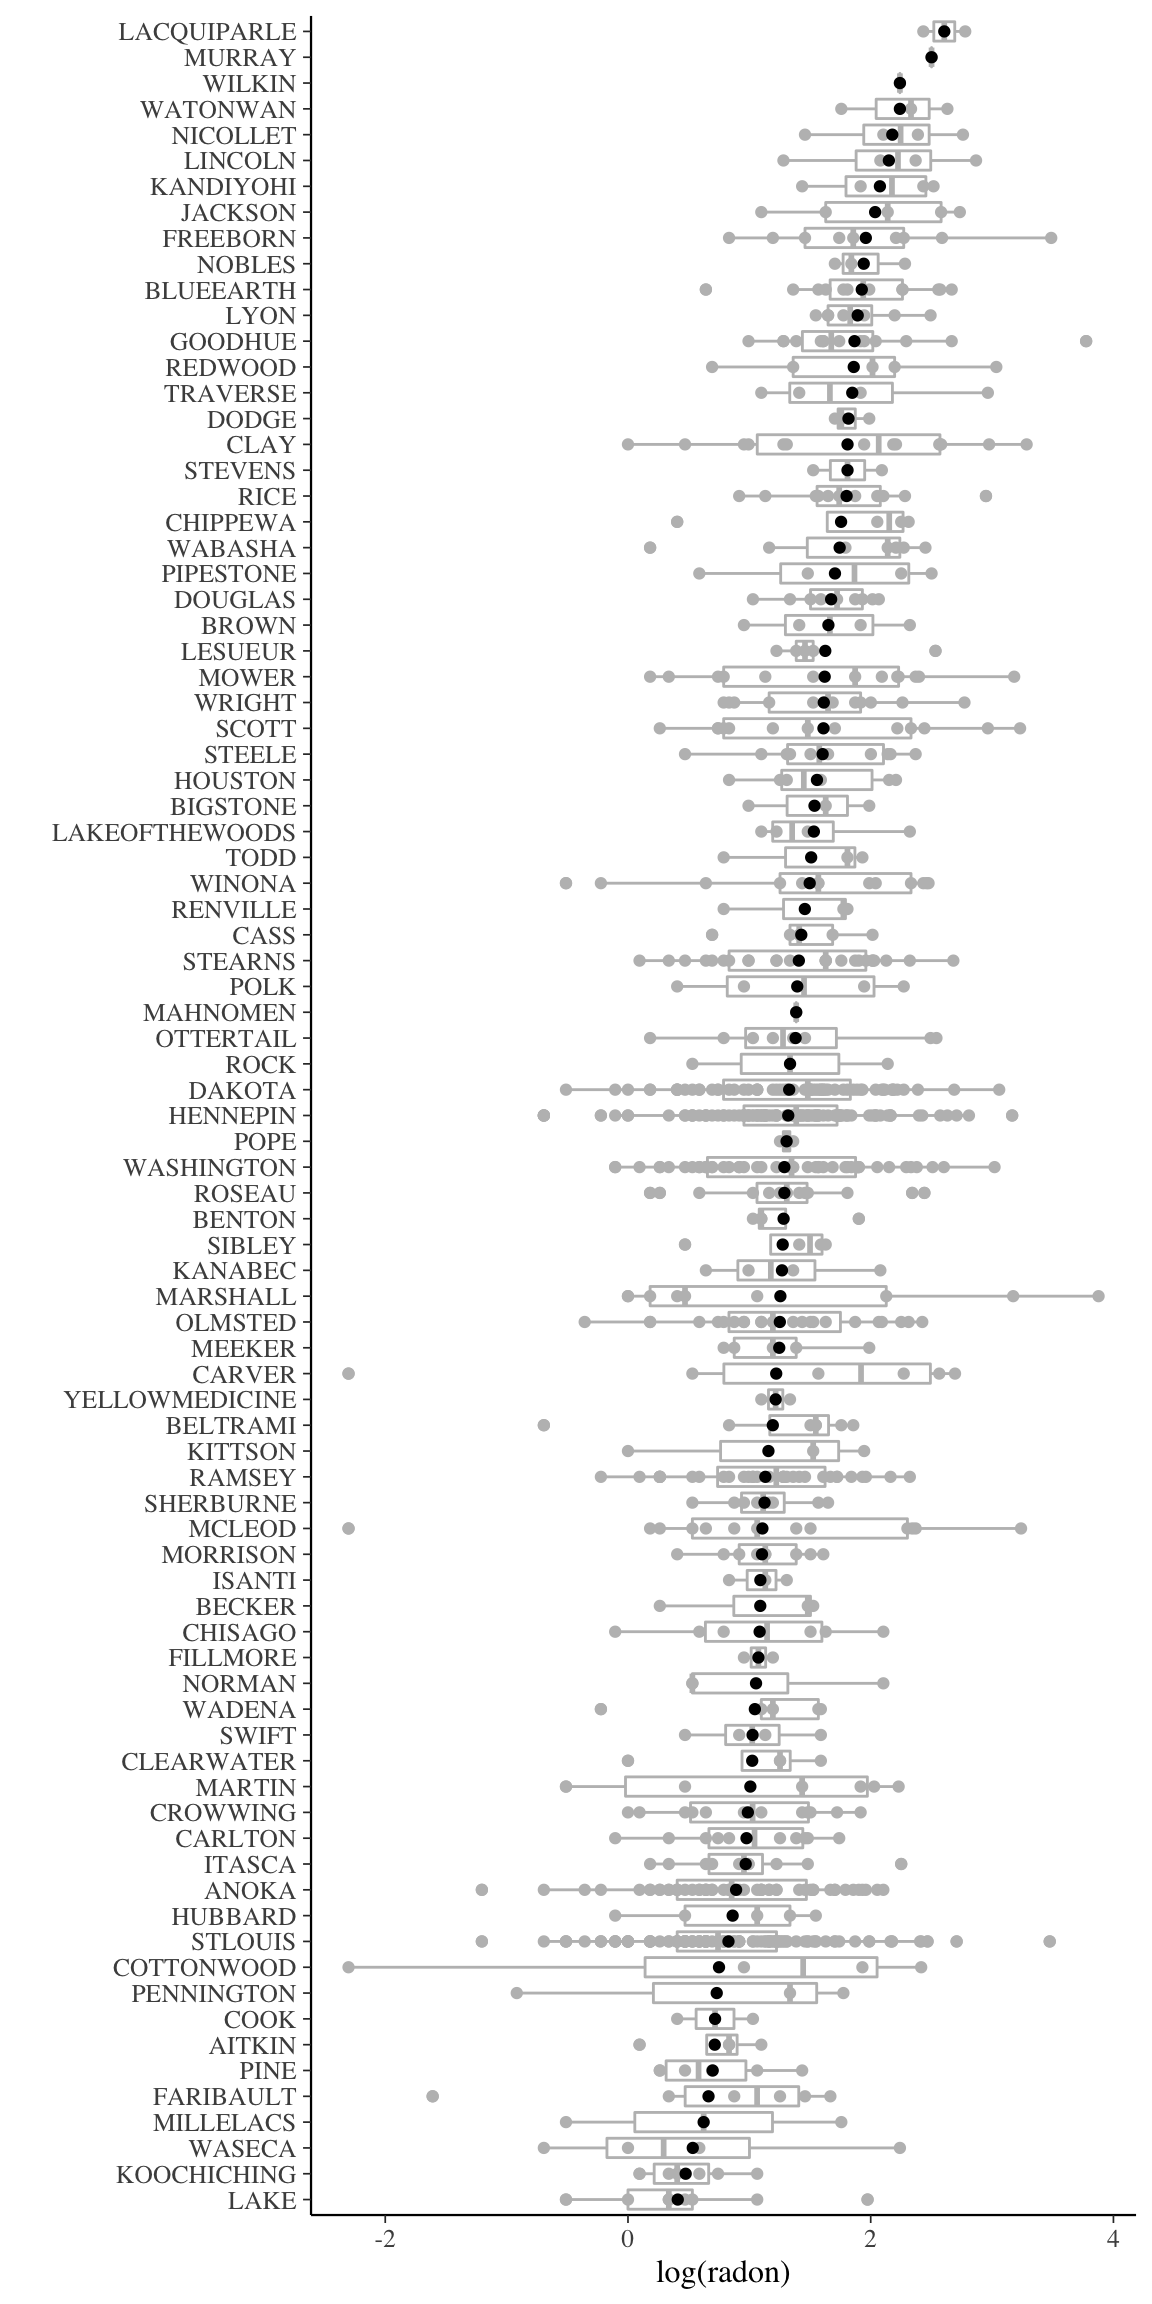 LACQUIPARLE
MURRAY
WILKIN
WATONWAN
NICOLLET
LINCOLN
KANDIYOHI
JACKSON
FREEBORN
NOBLES
BLUEEARTH
LYON
GOODHUE
REDWOOD
TRAVERSE
DODGE
CLAY
STEVENS
RICE
CHIPPEWA
WABASHA
PIPESTONE
DOUGLAS
BROWN
LESUEUR
MOWER
WRIGHT
SCOTT
STEELE
HOUSTON
BIGSTONE
LAKEOFTHEWOODS
TODD
WINONA
RENVILLE
CASS
STEARNS
POLK
MAHNOMEN
OTTERTAIL
ROCK
DAKOTA
HENNEPIN
POPE
WASHINGTON
ROSEAU
BENTON
SIBLEY
KANABEC
MARSHALL
OLMSTED
MEEKER
CARVER
YELLOWMEDICINE
BELTRAMI
KITTSON
RAMSEY
SHERBURNE
MCLEOD
MORRISON
ISANTI
BECKER
CHISAGO
FILLMORE
NORMAN
WADENA
SWIFT
CLEARWATER
MARTIN
CROWWING
CARLTON
ITASCA
ANOKA
HUBBARD
STLOUIS
COTTONWOOD
PENNINGTON
COOK
AITKIN
PINE
FARIBAULT
MILLELACS
WASECA
KOOCHICHING
LAKE
-2 0 2 4
log(radon)